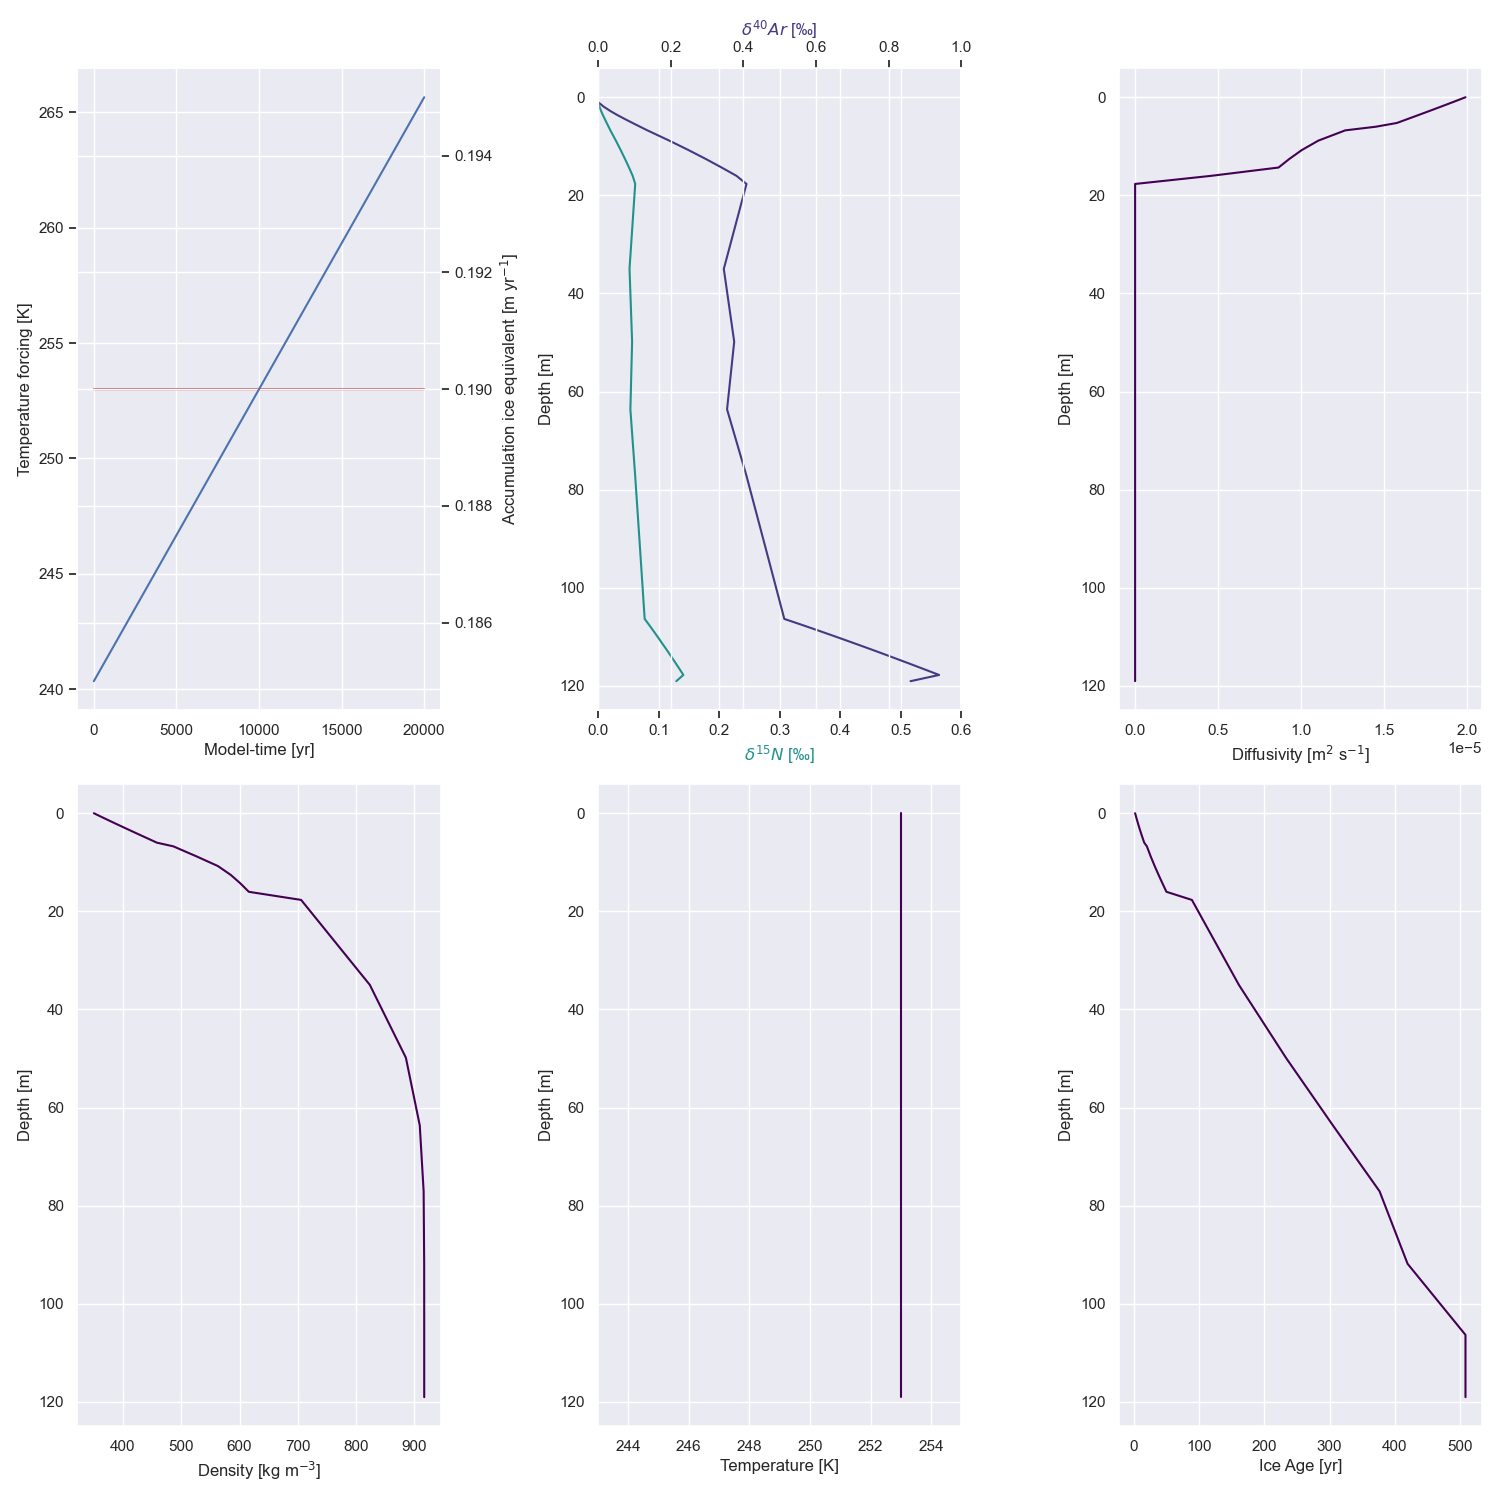 δ⁴⁰Ar [‰]
0.0 0.2 0.4 0.6 0.8 1.0
265
260
255
250
245
240
Temperature forcing [K]
0.194
0.192
0.190
0.188
0.186
Accumulation ice equivalent [m yr⁻¹]
0 5000 10000 15000 20000
Model-time [yr]
0
20
40
60
80
100
120
Depth [m]
0.0 0.1 0.2 0.3 0.4 0.5 0.6
δ¹⁵N [‰]
0
20
40
60
80
100
120
Depth [m]
0.0 0.5 1.0 1.5 2.0
1e−5
Diffusivity [m² s⁻¹]
0
20
40
60
80
100
120
Depth [m]
400 500 600 700 800 900
Density [kg m⁻³]
0
20
40
60
80
100
120
Depth [m]
244 246 248 250 252 254
Temperature [K]
0
20
40
60
80
100
120
Depth [m]
0 100 200 300 400 500
Ice Age [yr]